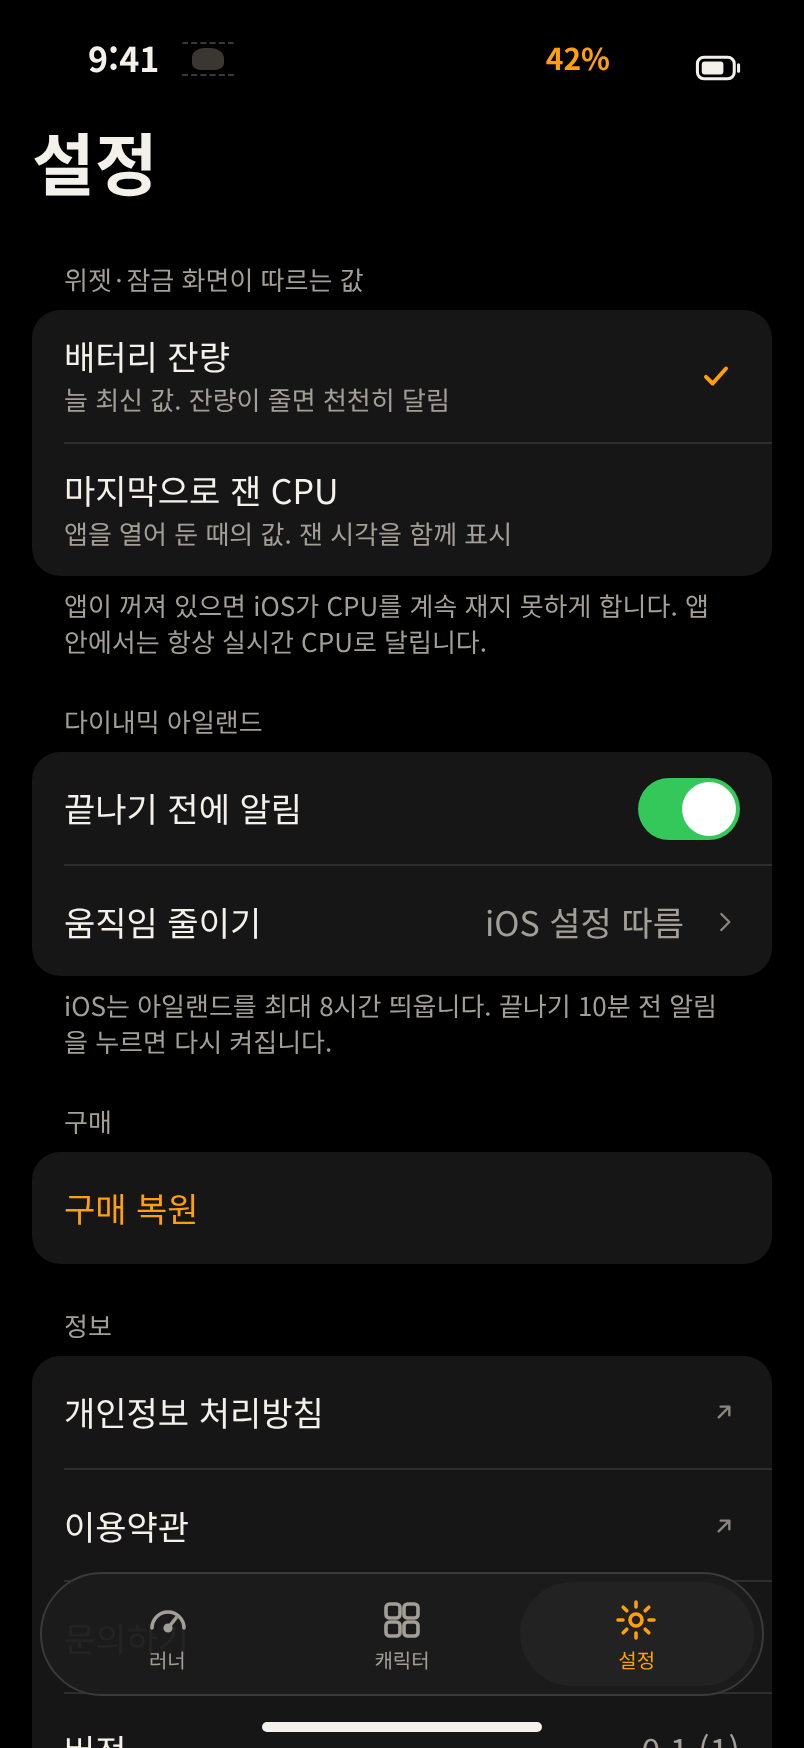 9:41
42%
설정
위젯·잠금 화면이 따르는 값
배터리 잔량
늘 최신 값. 잔량이 줄면 천천히 달림
마지막으로 잰 CPU
앱을 열어 둔 때의 값. 잰 시각을 함께 표시
앱이 꺼져 있으면 iOS가 CPU를 계속 재지 못하게 합니다. 앱
안에서는 항상 실시간 CPU로 달립니다.
다이내믹 아일랜드
끝나기 전에 알림
움직임 줄이기
iOS 설정 따름
iOS는 아일랜드를 최대 8시간 띄웁니다. 끝나기 10분 전 알림
을 누르면 다시 켜집니다.
구매
구매 복원
정보
개인정보 처리방침
이용약관
문의하기
러너
캐릭터
설정
버전
0.1 (1)